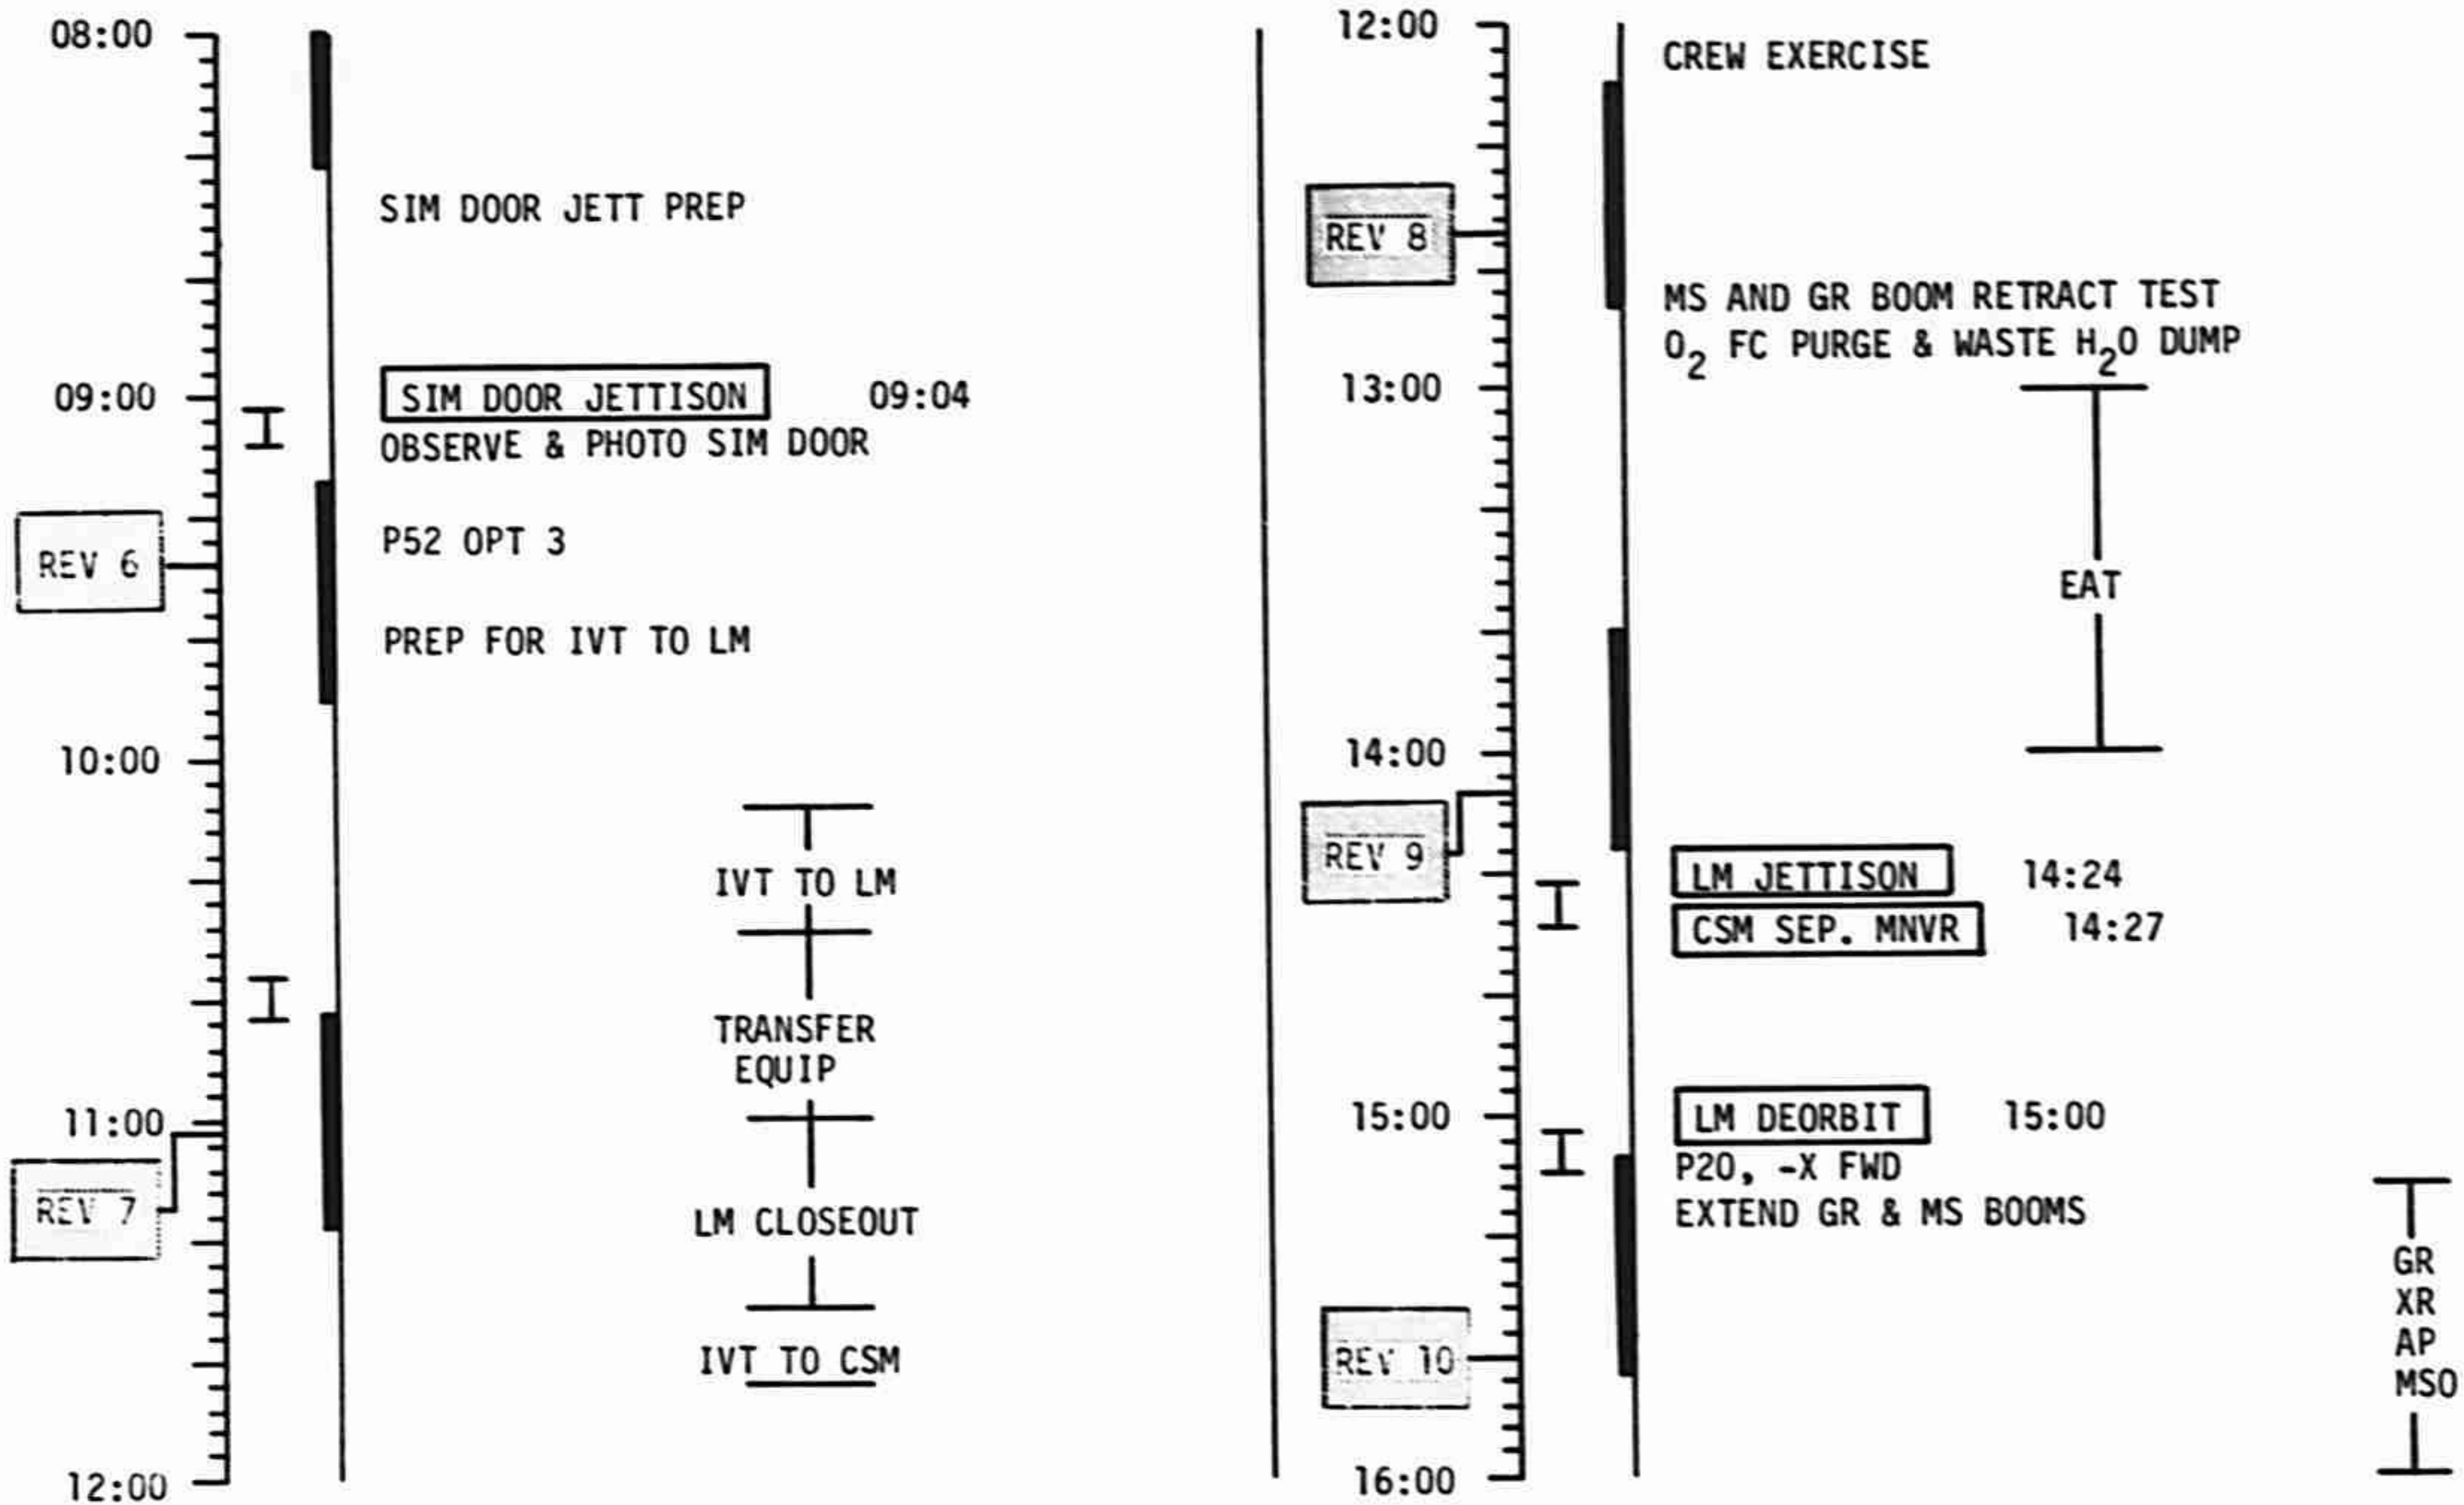 08:00
SIM DOOR JETT PREP
09:00
SIM DOOR JETTISON 09:04
OBSERVE & PHOTO SIM DOOR
P52 OPT 3
REV 6
PREP FOR IVT TO LM
10:00
IVT TO LM
TRANSFER
EQUIP
11:00
REV 7
LM CLOSEOUT
IVT TO CSM
12:00
12:00
CREW EXERCISE
REV 8
MS AND GR BOOM RETRACT TEST
O2 FC PURGE & WASTE H2O DUMP
13:00
EAT
14:00
REV 9
LM JETTISON 14:24
CSM SEP. MNVR 14:27
15:00
LM DEORBIT 15:00
P20, -X FWD
EXTEND GR & MS BOOMS
GR
XR
AP
MSO
REV 10
16:00